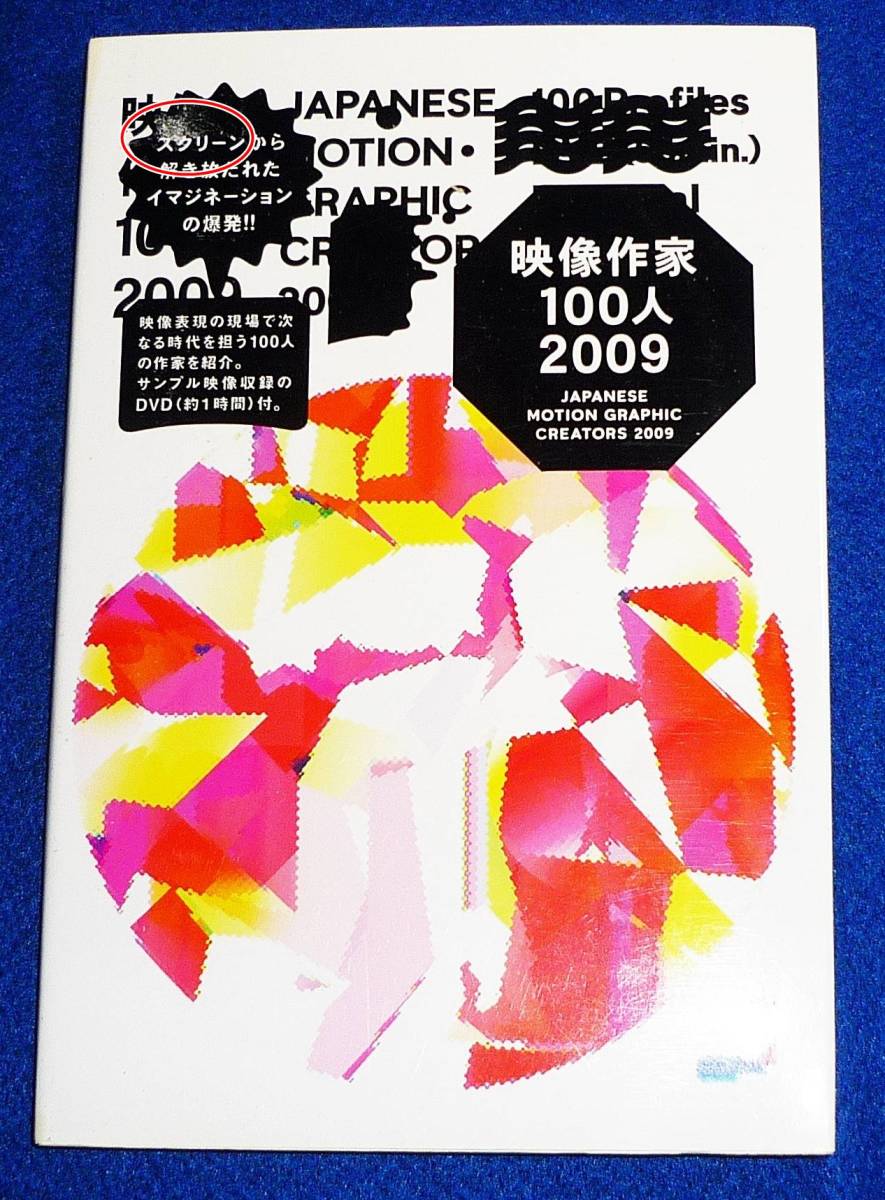 JAPANESE
MOTION•
GRAPHIC
2009
スクリーンから
解き放たれた
イマジネーション
の爆発!!
映像表現の現場で次
なる時代を担う100人
の作家を紹介。
サンプル映像収録の
DVD(約1時間)付。
映像作家
100人
2009
JAPANESE
MOTION GRAPHIC
CREATORS 2009